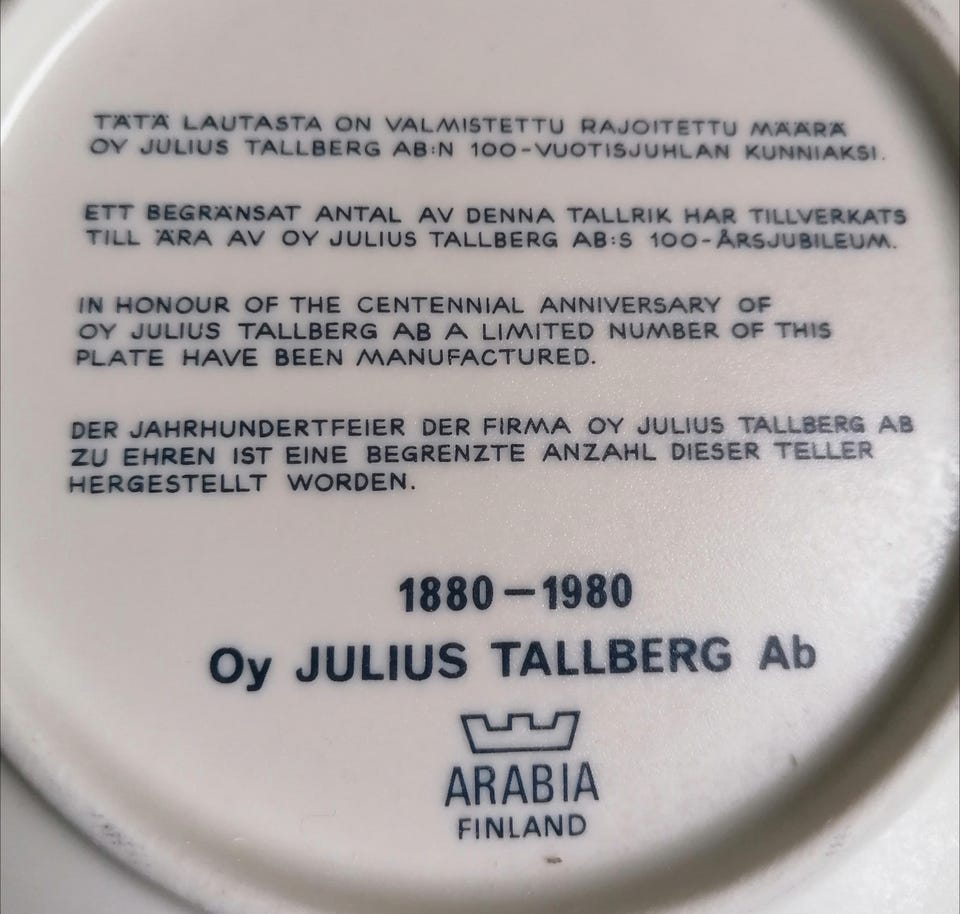 TÄTÄ LAUTASTA ON VALMISTETTU RAJOITETTU MÄÄRÄ
OY JULIUS TALLBERG AB:N 100-VUOTISJUHLAN KUNNIAKSI.
ETT BEGRÄNSAT ANTAL AV DENNA TALLRIK HAR TILLVERKATS
TILL ÄRA AV OY JULIUS TALLBERG AB:S 100-ÅRSJUBILEUM.
IN HONOUR OF THE CENTENNIAL ANNIVERSARY OF
OY JULIUS TALLBERG AB A LIMITED NUMBER OF THIS
PLATE HAVE BEEN MANUFACTURED.
DER JAHRHUNDERTFEIER DER FIRMA OY JULIUS TALLBERG AB
ZU EHREN IST EINE BEGRENZTE ANZAHL DIESER TELLER
HERGESTELLT WORDEN.
1880-1980
Oy JULIUS TALLBERG Ab
ARABIA
FINLAND